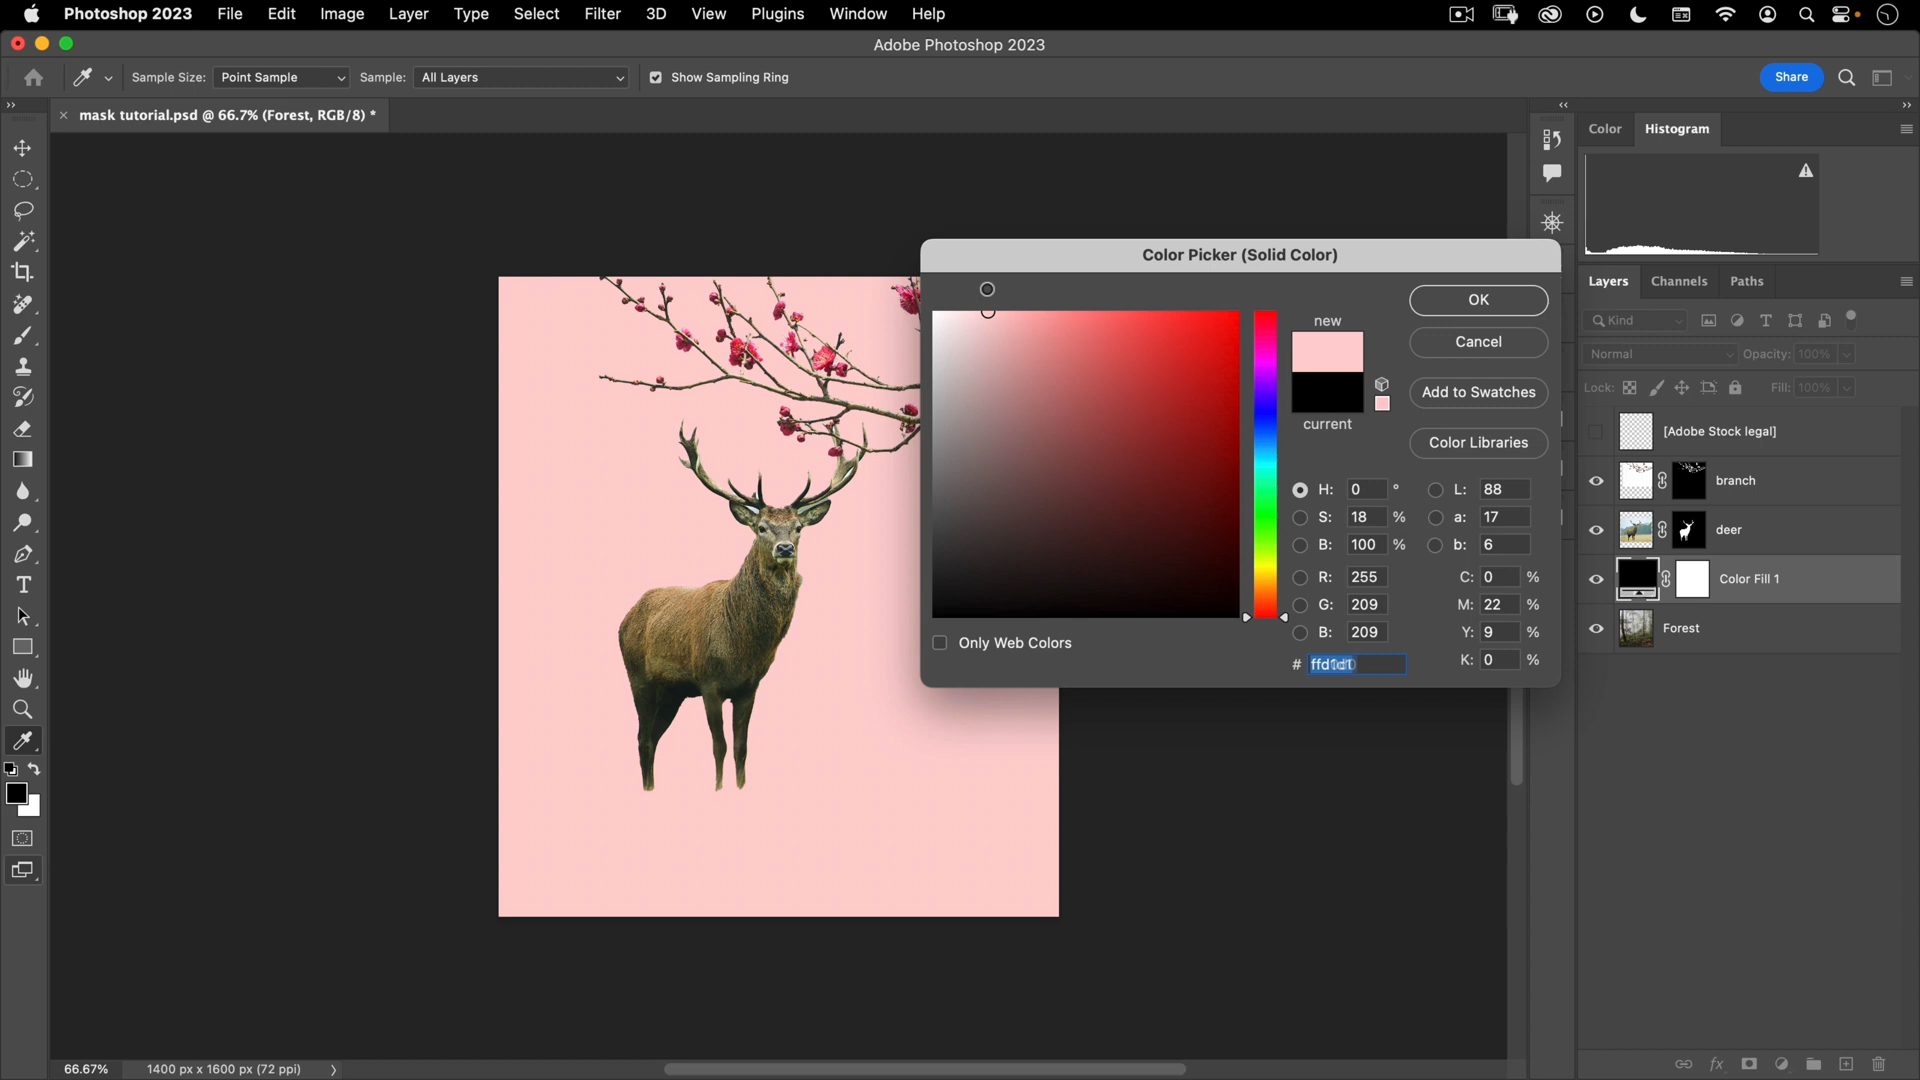 Photoshop 2023 File Edit Image Layer Type Select Filter 3D View Plugins Window Help
Adobe Photoshop 2023
Sample Size: Point Sample Sample: All Layers Show Sampling Ring Share
mask tutorial.psd @ 66.7% (Forest, RGB/8) *
Color Histogram
Color Picker (Solid Color)
new
current
OK
Cancel
Add to Swatches
Color Libraries
H: 0 ° L: 88
S: 18 % a: 17
B: 100 % b: 6
R: 255 C: 0 %
G: 209 M: 22 %
B: 209 Y: 9 %
# ffd1d1 K: 0 %
Only Web Colors
Layers Channels Paths
Kind
Normal Opacity: 100%
Lock: Fill: 100%
[Adobe Stock legal]
branch
deer
Color Fill 1
Forest
66.67% 1400 px x 1600 px (72 ppi)